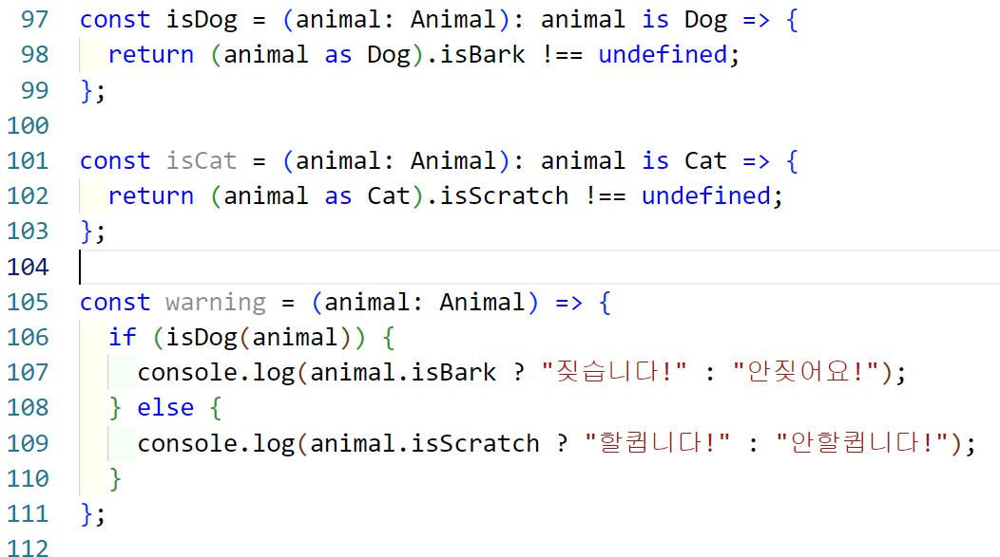 97 const isDog = (animal: Animal): animal is Dog => {
98 return (animal as Dog).isBark !== undefined;
99 };
100
101 const isCat = (animal: Animal): animal is Cat => {
102 return (animal as Cat).isScratch !== undefined;
103 };
104
105 const warning = (animal: Animal) => {
106 if (isDog(animal)) {
107 console.log(animal.isBark ? "짖습니다!" : "안짖어요!");
108 } else {
109 console.log(animal.isScratch ? "할큅니다!" : "안할큅니다!");
110 }
111 };
112